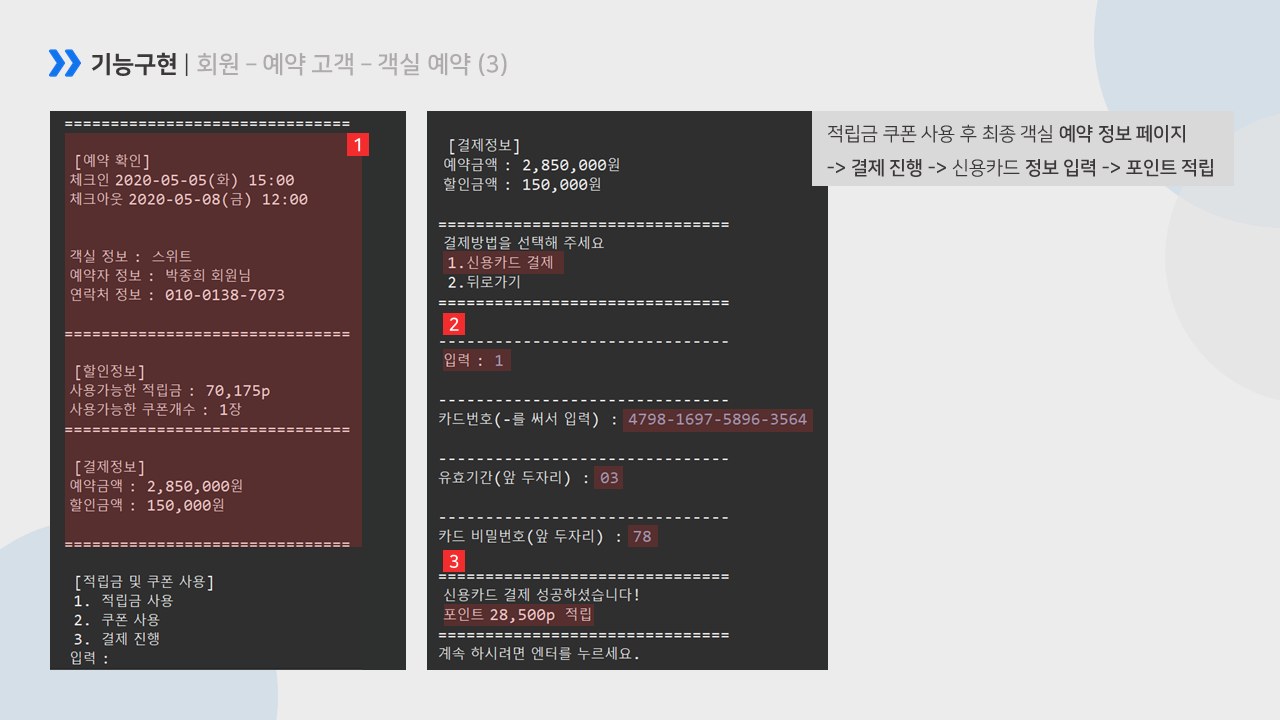 기능구현 | 회원 – 예약 고객 – 객실 예약 (3)
==============================
1
[예약 확인]
체크인 2020-05-05(화) 15:00
체크아웃 2020-05-08(금) 12:00
객실 정보 : 스위트
예약자 정보 : 박종희 회원님
연락처 정보 : 010-0138-7073
==============================
[할인정보]
사용가능한 적립금 : 70,175p
사용가능한 쿠폰개수 : 1장
==============================
[결제정보]
예약금액 : 2,850,000원
할인금액 : 150,000원
==============================
[적립금 및 쿠폰 사용]
1. 적립금 사용
2. 쿠폰 사용
3. 결제 진행
입력 :
[결제정보]
예약금액 : 2,850,000원
할인금액 : 150,000원
==============================
결제방법을 선택해 주세요
1.신용카드 결제
2.뒤로가기
==============================
2
------------------------------
입력 : 1
------------------------------
카드번호(-를 써서 입력) : 4798-1697-5896-3564
------------------------------
유효기간(앞 두자리) : 03
------------------------------
카드 비밀번호(앞 두자리) : 78
3
==============================
신용카드 결제 성공하셨습니다!
포인트 28,500p 적립
==============================
계속 하시려면 엔터를 누르세요.
적립금 쿠폰 사용 후 최종 객실 예약 정보 페이지
-> 결제 진행 -> 신용카드 정보 입력 -> 포인트 적립